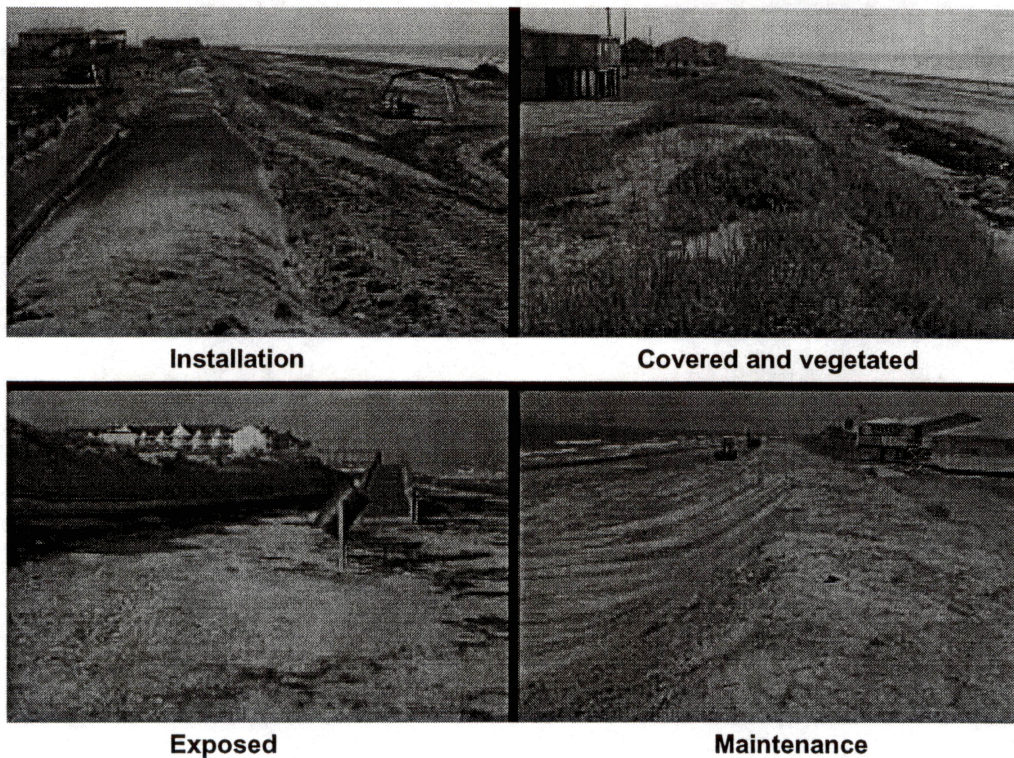 Installation
Covered and vegetated
Exposed
Maintenance